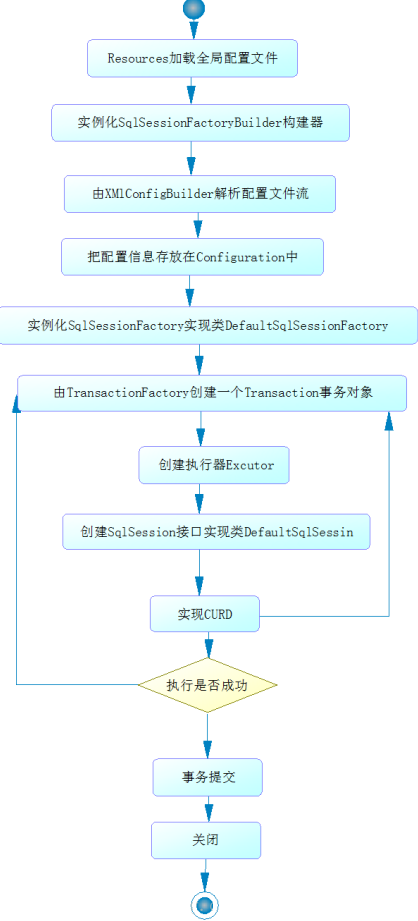 Resources加载全局配置文件
实例化SqlSessionFactoryBuilder构建器
由XMlConfigBuilder解析配置文件流
把配置信息存放在Configuration中
实例化SqlSessionFactory实现类DefaultSqlSessionFactory
由TransactionFactory创建一个Transaction事务对象
创建执行器Excutor
创建SqlSession接口实现类DefaultSqlSessin
实现CURD
执行是否成功
事务提交
关闭